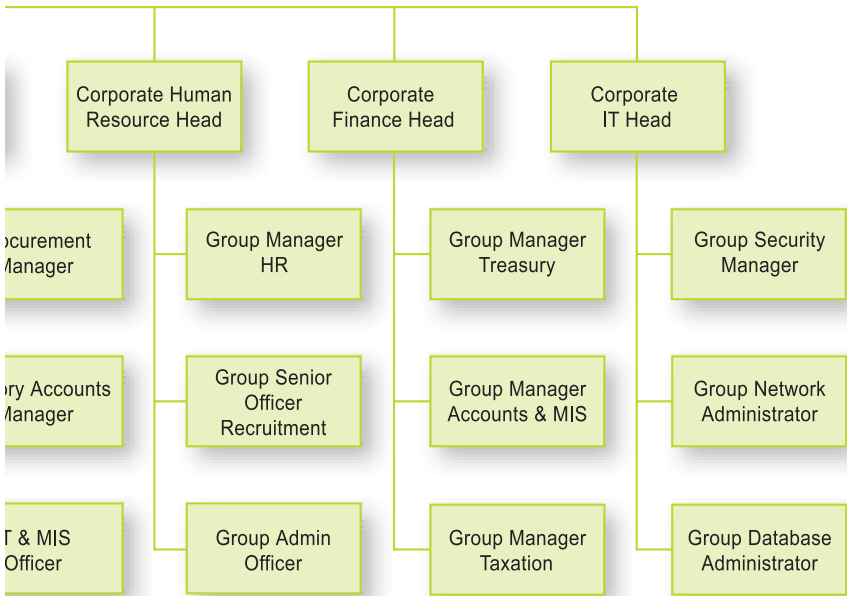 Corporate Human
Resource Head
Corporate
Finance Head
Corporate
IT Head
Manager
Group Manager
HR
Group Manager
Treasury
Group Security
Manager
Accounts
Manager
Group Senior
Officer
Recruitment
Group Manager
Accounts & MIS
Group Network
Administrator
& MIS
Officer
Group Admin
Officer
Group Manager
Taxation
Group Database
Administrator